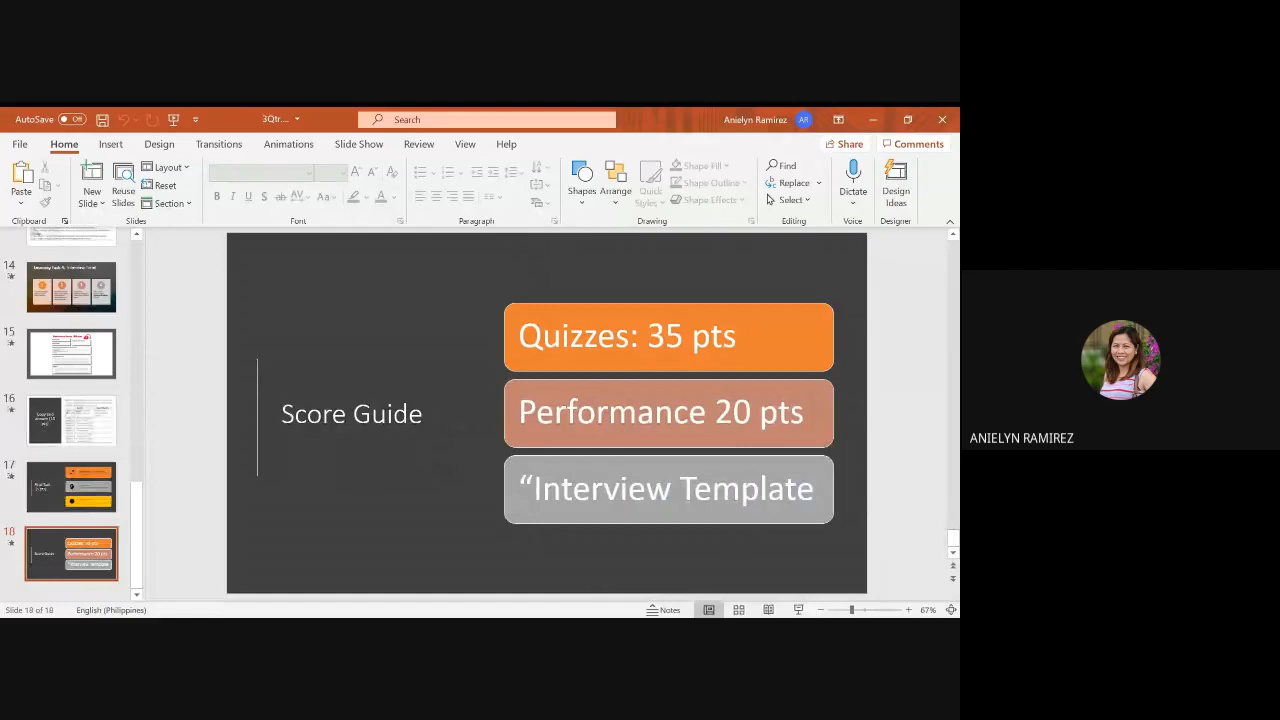 AutoSave Off 3Qtr.... Search Anielyn Ramirez AR
File Home Insert Design Transitions Animations Slide Show Review View Help Share Comments
Paste New Slide Reuse Slides Layout Reset Section Shapes Arrange Quick Styles Shape Fill Shape Outline Shape Effects Find Replace Select Dictate Design Ideas
Clipboard Slides Font Paragraph Drawing Editing Voice Designer
14
15
16
17
18
Score Guide
Quizzes: 35 pts
Performance 20 pts
“Interview Template
ANIELYN RAMIREZ
Slide 18 of 18 English (Philippines) Notes 67%